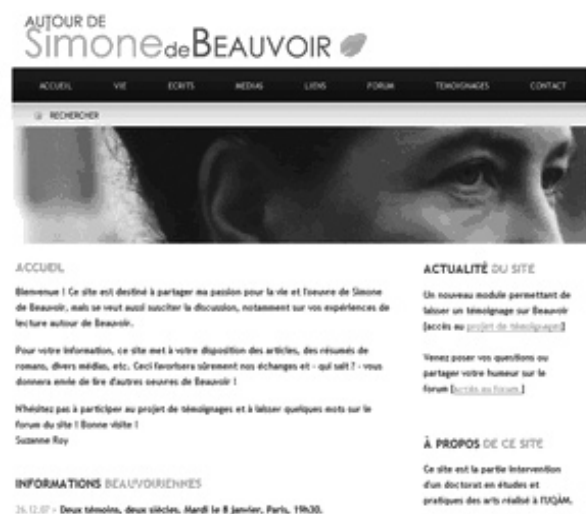 AUTOUR DE
Simone de BEAUVOIR
ACCUEIL VIE ECRITS MEDIAS LIENS FORUM TEMOIGNAGES CONTACT
RECHERCHER
ACCUEIL
Bienvenue ! Ce site est destiné à partager ma passion pour la vie et l'oeuvre de Simone
de Beauvoir, mais se veut aussi susciter la discussion, notamment sur vos expériences de
lecture autour de Beauvoir.
Pour votre information, ce site met à votre disposition des articles, des résumés de
romans, divers médias, etc. Ceci favorisera sûrement nos échanges et - qui sait ? - vous
donnera envie de lire d'autres oeuvres de Beauvoir !
N'hésitez pas à participer au projet de témoignages et à laisser quelques mots sur le
forum du site ! Bonne visite !
Suzanne Roy
INFORMATIONS BEAUVOIRIENNES
26.12.07 - Deux témoins, deux siècles. Mardi le 8 janvier, Paris, 19h30.
ACTUALITÉ DU SITE
Un nouveau module permettant de
laisser un témoignage sur Beauvoir
[accès au projet de témoignages]
Venez poser vos questions ou
partager votre humeur sur le
forum [accès au forum.]
À PROPOS DE CE SITE
Ce site est la partie intervention
d'un doctorat en études et
pratiques des arts réalisé à l'UQÀM.